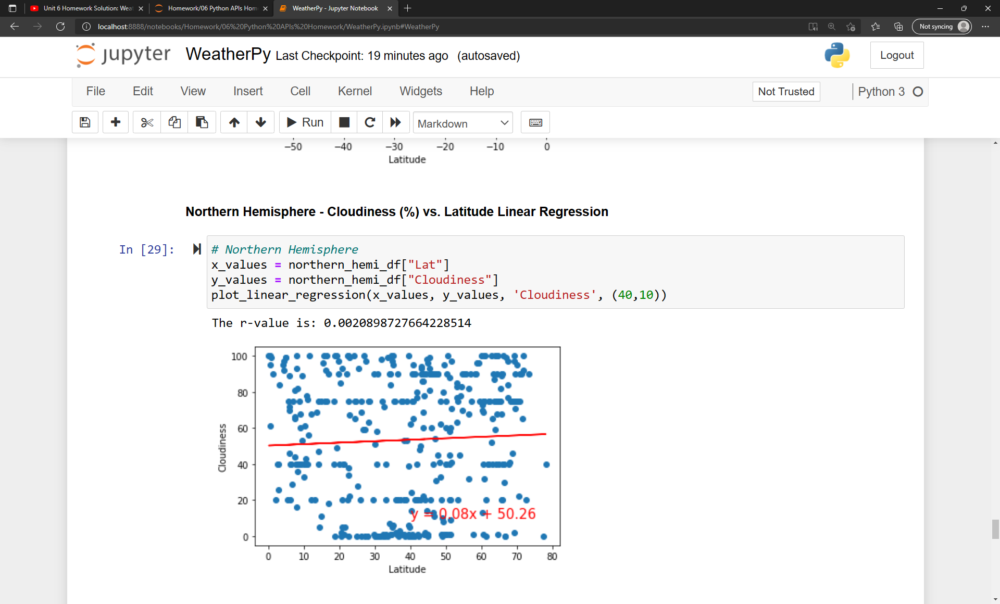 Unit 6 Homework Solution: Wea
Homework/06 Python APIs Hom
WeatherPy - Jupyter Notebook
localhost:8888/notebooks/Homework/06%20Python%20APIs%20Homework/WeatherPy.ipynb#WeatherPy
Not syncing
jupyter WeatherPy Last Checkpoint: 19 minutes ago (autosaved)
Logout
File Edit View Insert Cell Kernel Widgets Help
Not Trusted
Python 3
Run
Markdown
−50 −40 −30 −20 −10 0
Latitude
Northern Hemisphere - Cloudiness (%) vs. Latitude Linear Regression
In [29]:
# Northern Hemisphere
x_values = northern_hemi_df["Lat"]
y_values = northern_hemi_df["Cloudiness"]
plot_linear_regression(x_values, y_values, 'Cloudiness', (40,10))
The r-value is: 0.0020898727664228514
100
80
60
40
20
0
Cloudiness
y = 0.08x + 50.26
0 10 20 30 40 50 60 70 80
Latitude